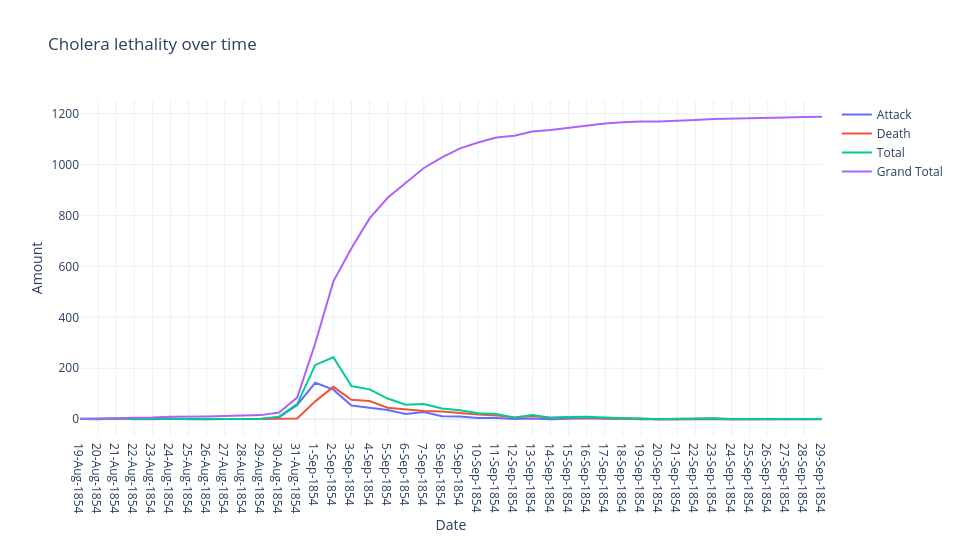 Cholera lethality over time
1200
1000
800
600
400
200
0
Amount
19-Aug-1854
20-Aug-1854
21-Aug-1854
22-Aug-1854
23-Aug-1854
24-Aug-1854
25-Aug-1854
26-Aug-1854
27-Aug-1854
28-Aug-1854
29-Aug-1854
30-Aug-1854
31-Aug-1854
1-Sep-1854
2-Sep-1854
3-Sep-1854
4-Sep-1854
5-Sep-1854
6-Sep-1854
7-Sep-1854
8-Sep-1854
9-Sep-1854
10-Sep-1854
11-Sep-1854
12-Sep-1854
13-Sep-1854
14-Sep-1854
15-Sep-1854
16-Sep-1854
17-Sep-1854
18-Sep-1854
19-Sep-1854
20-Sep-1854
21-Sep-1854
22-Sep-1854
23-Sep-1854
24-Sep-1854
25-Sep-1854
26-Sep-1854
27-Sep-1854
28-Sep-1854
29-Sep-1854
Date
Attack
Death
Total
Grand Total